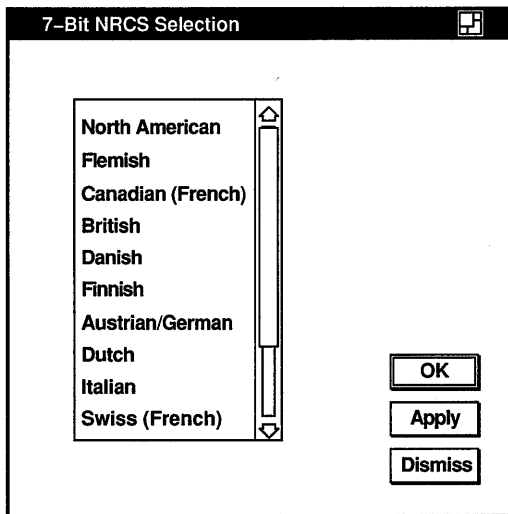 7–Bit NRCS Selection
North American
Flemish
Canadian (French)
British
Danish
Finnish
Austrian/German
Dutch
Italian
Swiss (French)
OK
Apply
Dismiss